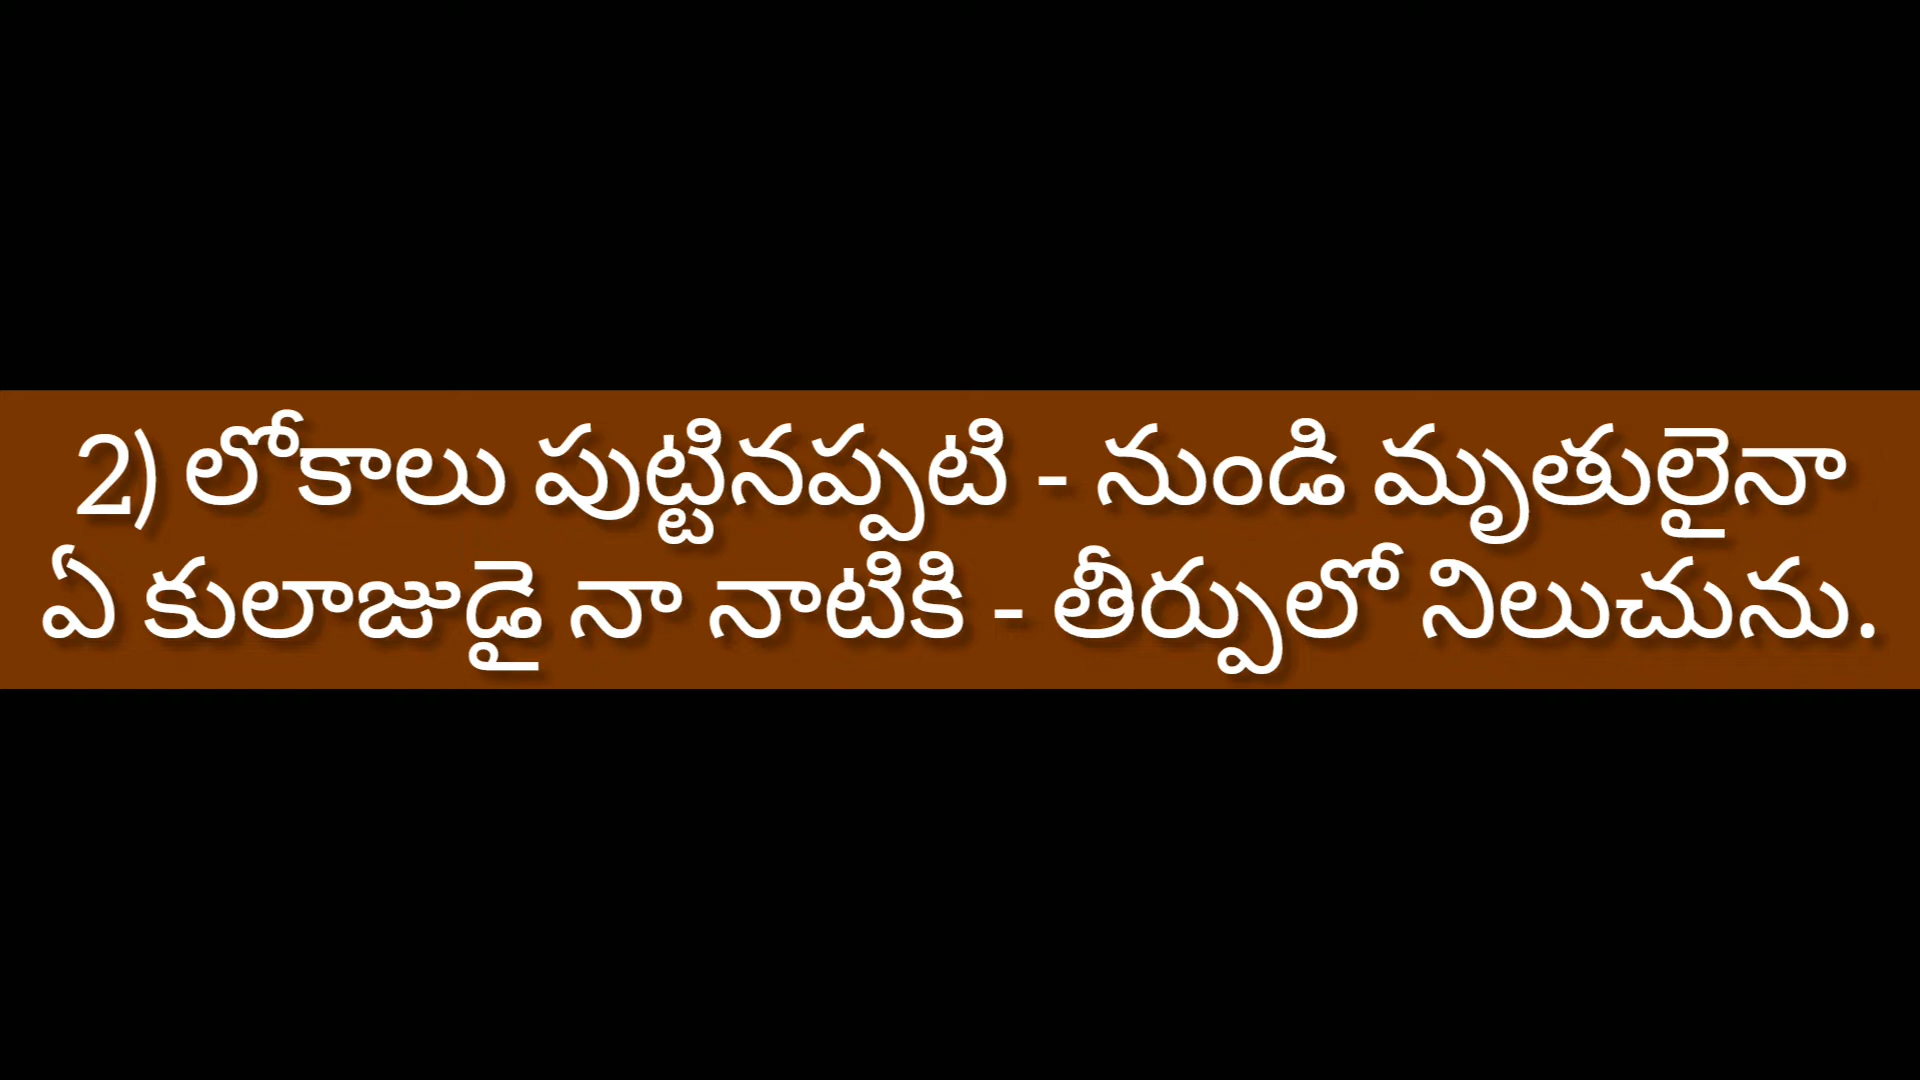 2) లోకాలు పుట్టినప్పటి - నుండి మృతులైనా
ఏ కులాజుడై నా నాటికి - తీర్పులో నిలుచును.